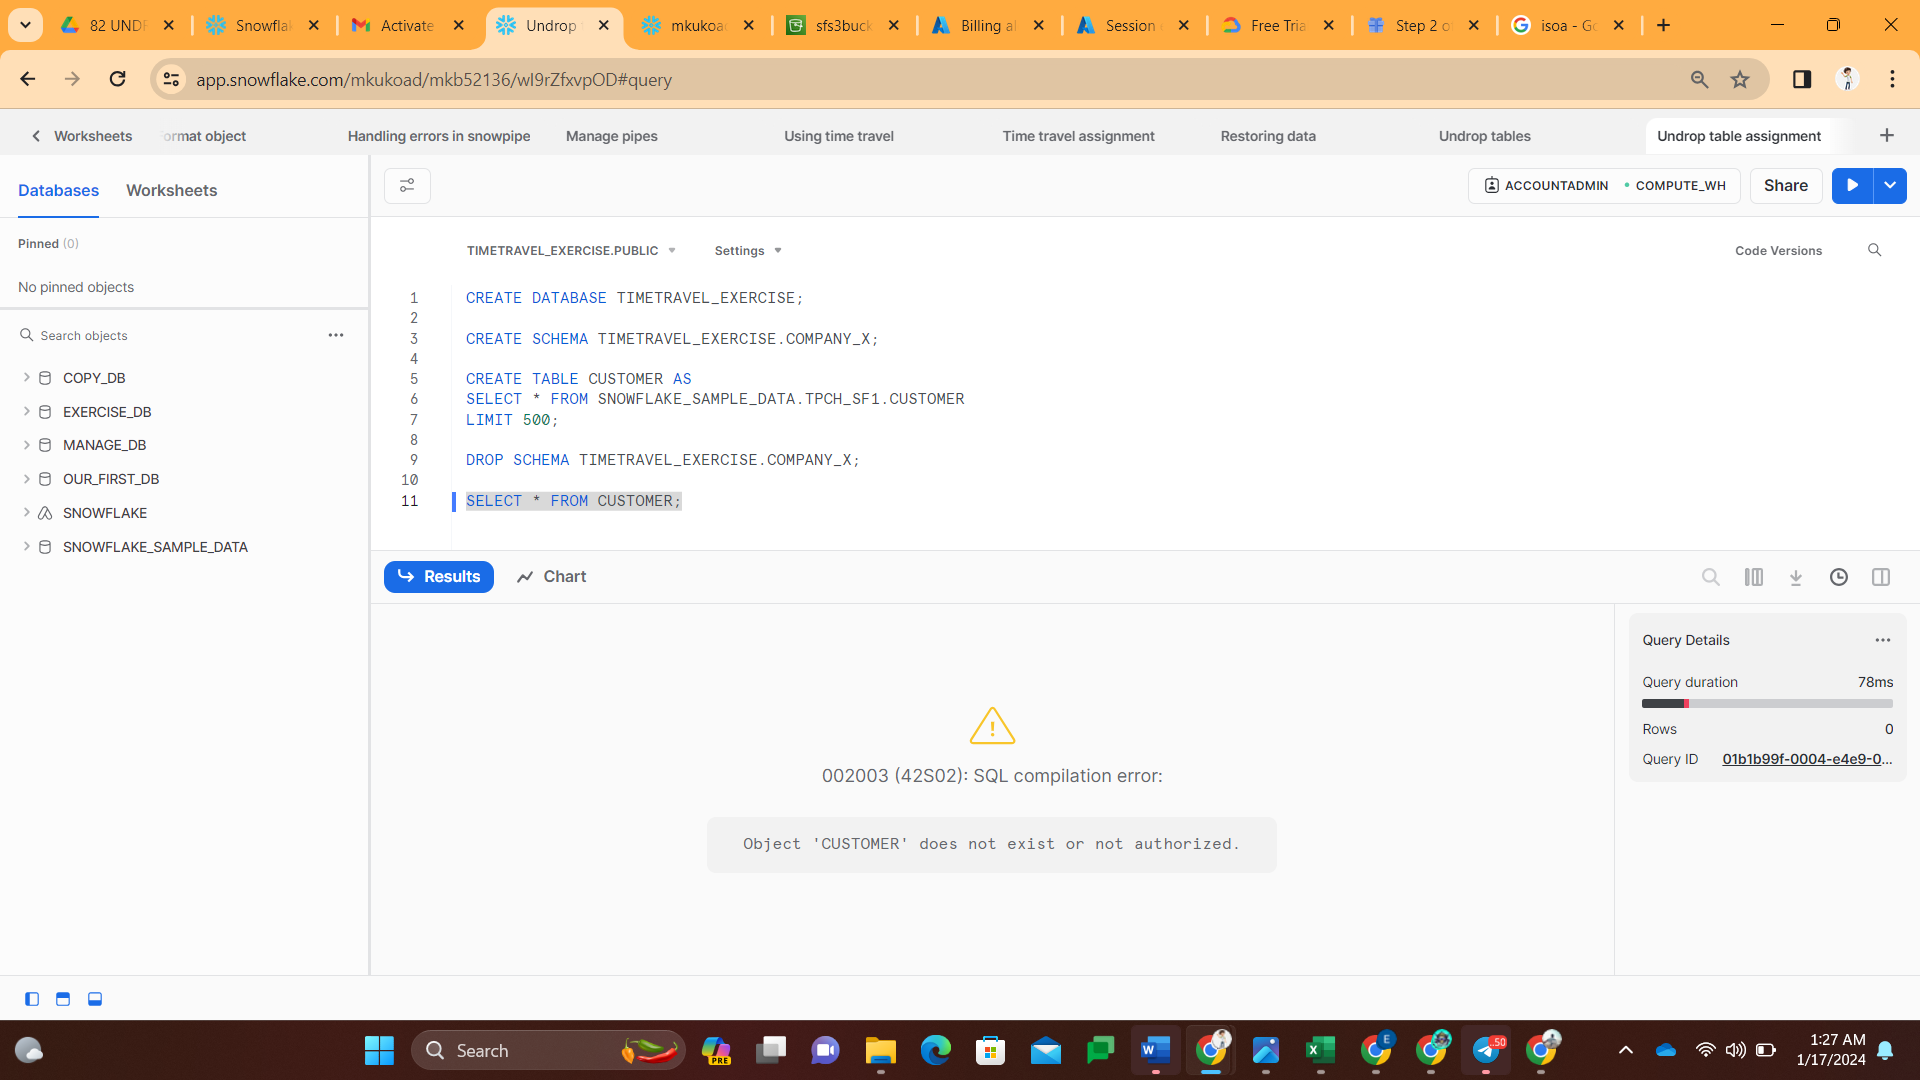 82 UNDR
Snowflak
Activate
Undrop
mkukoad
sfs3buck
Billing al
Session
Free Tria
Step 2 o
isoa - Go
app.snowflake.com/mkukoad/mkb52136/wI9rZfxvpOD#query
Worksheets
ormat object
Handling errors in snowpipe
Manage pipes
Using time travel
Time travel assignment
Restoring data
Undrop tables
Undrop table assignment
Databases
Worksheets
Pinned (0)
No pinned objects
Search objects
COPY_DB
EXERCISE_DB
MANAGE_DB
OUR_FIRST_DB
SNOWFLAKE
SNOWFLAKE_SAMPLE_DATA
ACCOUNTADMIN
COMPUTE_WH
Share
TIMETRAVEL_EXERCISE.PUBLIC
Settings
Code Versions
1 CREATE DATABASE TIMETRAVEL_EXERCISE;
2
3 CREATE SCHEMA TIMETRAVEL_EXERCISE.COMPANY_X;
4
5 CREATE TABLE CUSTOMER AS
6 SELECT * FROM SNOWFLAKE_SAMPLE_DATA.TPCH_SF1.CUSTOMER
7 LIMIT 500;
8
9 DROP SCHEMA TIMETRAVEL_EXERCISE.COMPANY_X;
10
11 SELECT * FROM CUSTOMER;
Results
Chart
002003 (42S02): SQL compilation error:
Object 'CUSTOMER' does not exist or not authorized.
Query Details
Query duration 78ms
Rows 0
Query ID 01b1b99f-0004-e4e9-0...
Search
PRE
E
50
1:27 AM
1/17/2024